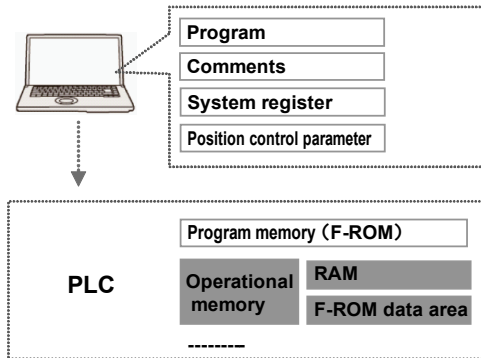 Program
Comments
System register
Position control parameter
Program memory（F-ROM）
PLC
Operational
memory
RAM
F-ROM data area